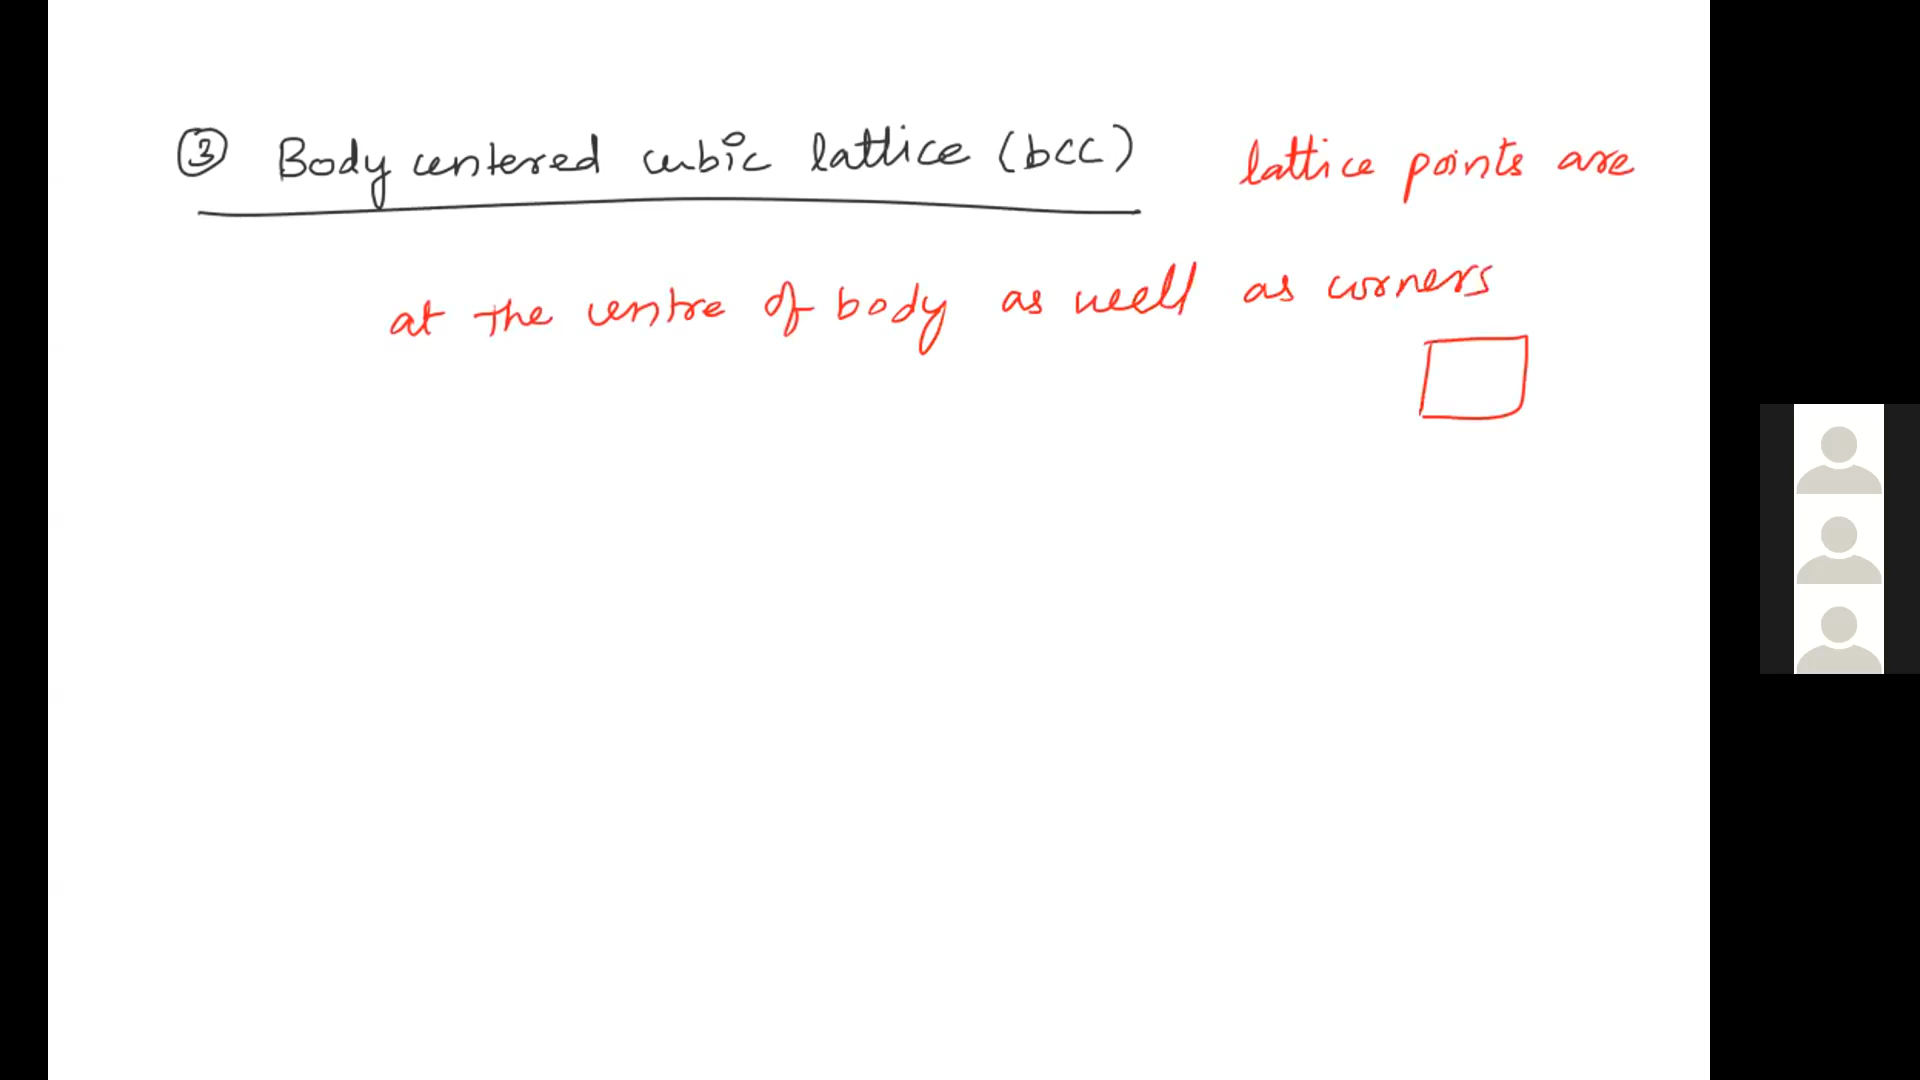 ③ Body centered cubic lattice (bcc) lattice points are
at the centre of body as well as corners